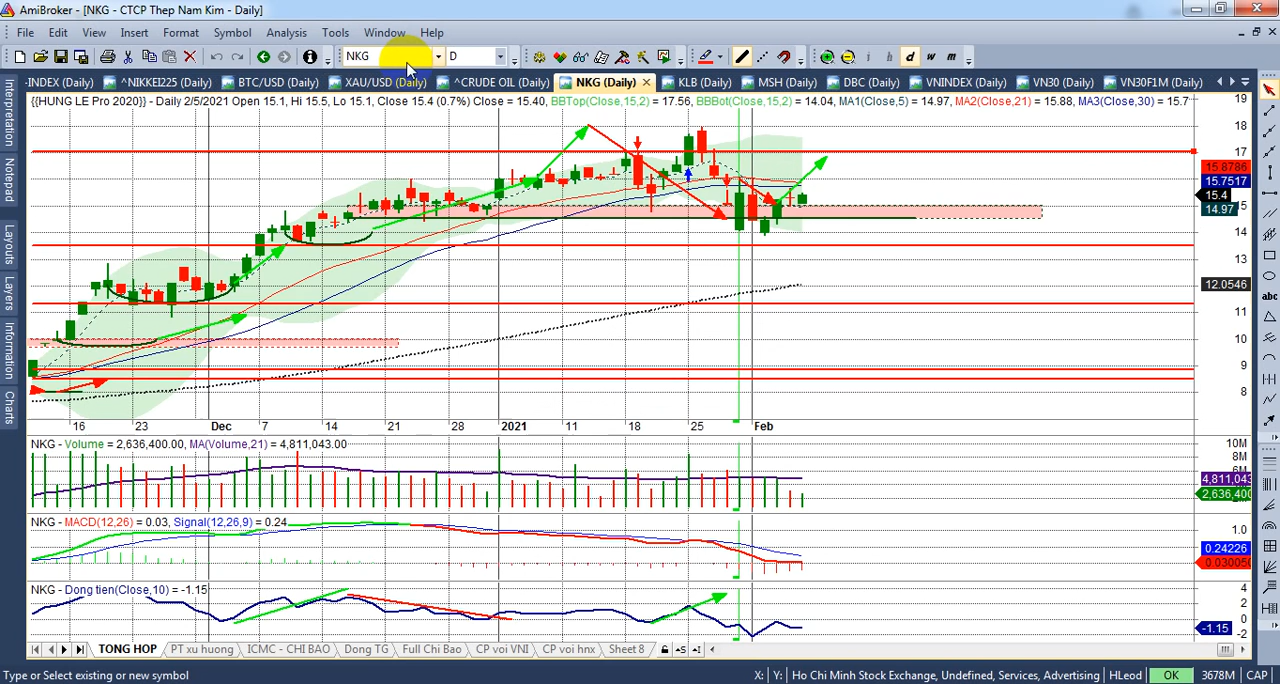 AmiBroker - [NKG - CTCP Thep Nam Kim - Daily]
File Edit View Insert Format Symbol Analysis Tools Window Help
NKG D h d w m
-INDEX (Daily) ^NIKKEI225 (Daily) BTC/USD (Daily) XAU/USD (Daily) ^CRUDE OIL (Daily) NKG (Daily) KLB (Daily) MSH (Daily) DBC (Daily) VNINDEX (Daily) VN30 (Daily) VN30F1M (Daily)
{{HUNG LE Pro 2020}} - Daily 2/5/2021 Open 15.1, Hi 15.5, Lo 15.1, Close 15.4 (0.7%) Close = 15.40, BBTop(Close,15,2) = 17.56, BBBot(Close,15,2) = 14.04, MA1(Close,5) = 14.97, MA2(Close,21) = 15.88, MA3(Close,30) = 15.7
Interpretation
Notepad
Layouts
Layers
Information
Charts
abc
19
18
17
15.8786
15.7517
15.4
14.97
15
14
13
12.0546
11
10
9
8
16 23 Dec 7 14 21 28 2021 11 18 25 Feb
NKG - Volume = 2,636,400.00, MA(Volume,21) = 4,811,043.00
10M
8M
6M
4,811,043
2,636,400
NKG - MACD(12,26) = 0.03, Signal(12,26,9) = 0.24
1.0
0.24226
0.030050
NKG - Dong tien(Close,10) = -1.15
4
2
0
-1.15
-2
TONG HOP PT xu huong ICMC - CHI BAO Dong TG Full Chi Bao CP voi VNI CP voi hnx Sheet 8
Type or Select existing or new symbol X: Y: Ho Chi Minh Stock Exchange, Undefined, Services, Advertising HLeod OK 3678M CAP